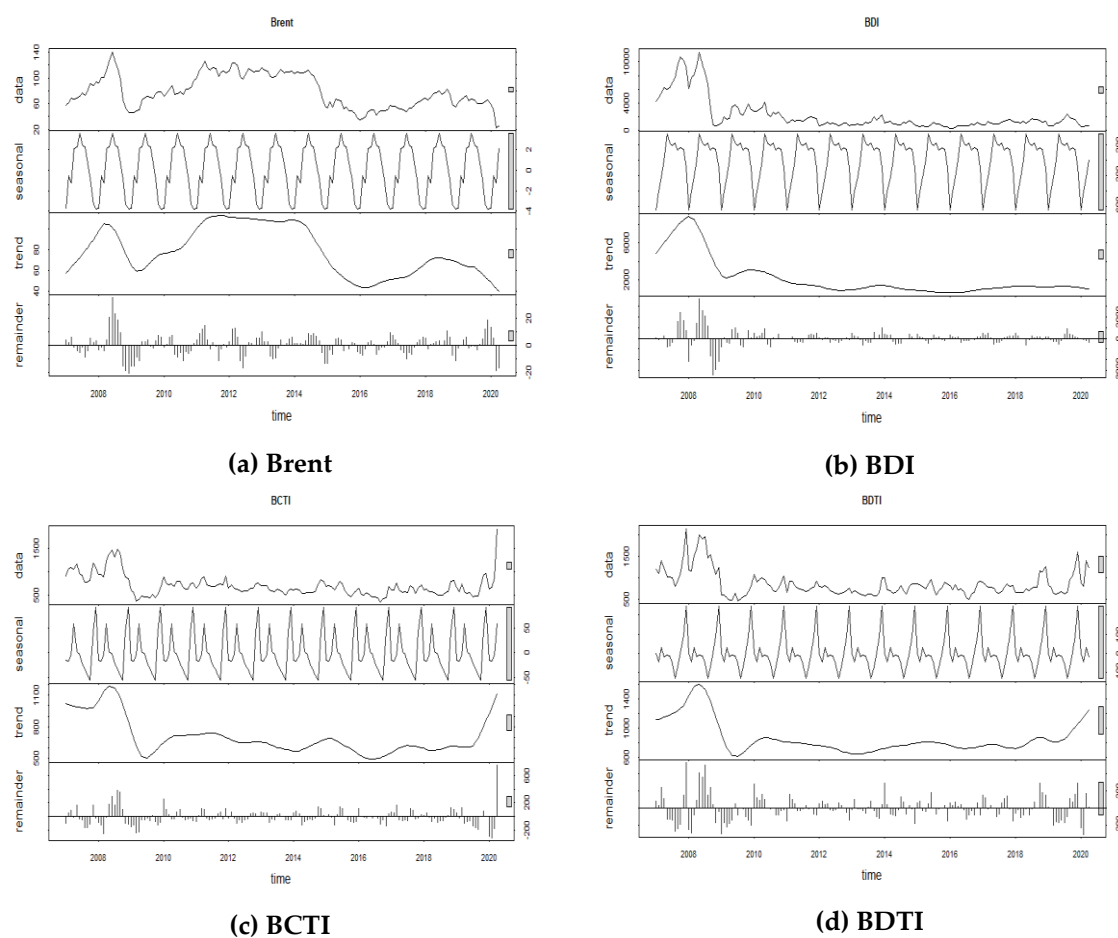 Brent
data
20 60 100 140
seasonal
-4 -2 0 2
trend
40 60 80
remainder
-20 0 20
2008 2010 2012 2014 2016 2018 2020
time
(a) Brent
BDI
data
0 4000 10000
seasonal
trend
2000 6000
remainder
2008 2010 2012 2014 2016 2018 2020
time
(b) BDI
BCTI
data
500 1500
seasonal
-50 0 50
trend
500 800 1100
remainder
-200 200 600
2008 2010 2012 2014 2016 2018 2020
time
(c) BCTI
BDTI
data
500 1500
seasonal
-100 0 100
trend
600 1000 1400
remainder
2008 2010 2012 2014 2016 2018 2020
time
(d) BDTI